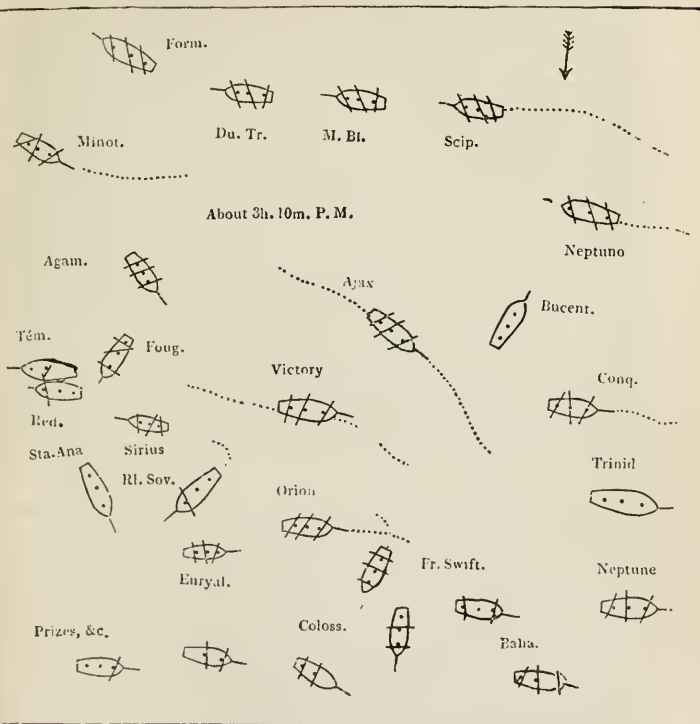 Form.
Du. Tr.
M. Bl.
Scip.
Minot.
About 3h. 10m. P. M.
Neptuno
Agam.
Ajax
Bucent.
Tém.
Foug.
Victory
Conq.
Red.
Sta. Ana
Sirius
Rl. Sov.
Trinid
Orion
Fr. Swift.
Neptune
Euryal.
Prizes, &c.
Coloss.
Baha.